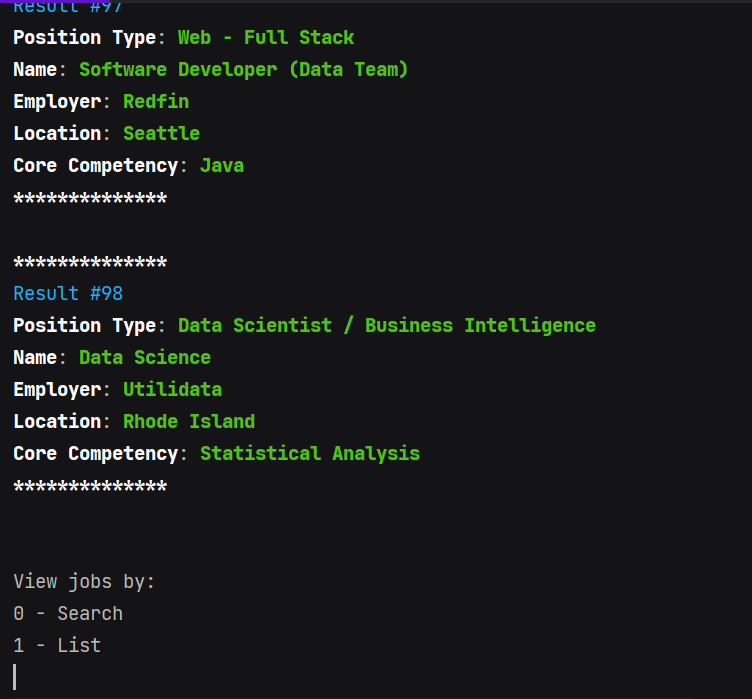 Result #97
Position Type: Web - Full Stack
Name: Software Developer (Data Team)
Employer: Redfin
Location: Seattle
Core Competency: Java
**************
**************
Result #98
Position Type: Data Scientist / Business Intelligence
Name: Data Science
Employer: Utilidata
Location: Rhode Island
Core Competency: Statistical Analysis
**************
View jobs by:
0 - Search
1 - List